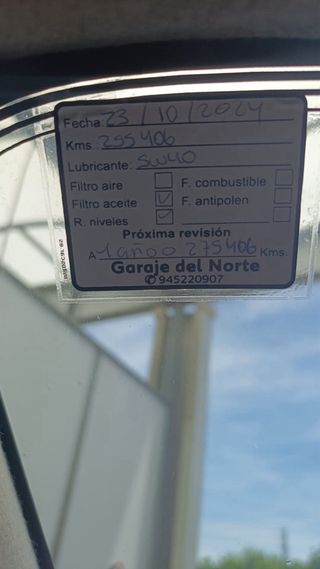 Fecha: 23/10/2024
Kms.: 255406
Lubricante: 5W40
Filtro aire F. combustible
Filtro aceite ✓ F. antipolen
R. niveles ✓
Próxima revisión
A 1 año o 275406 Kms.
Garaje del Norte
✆945220907